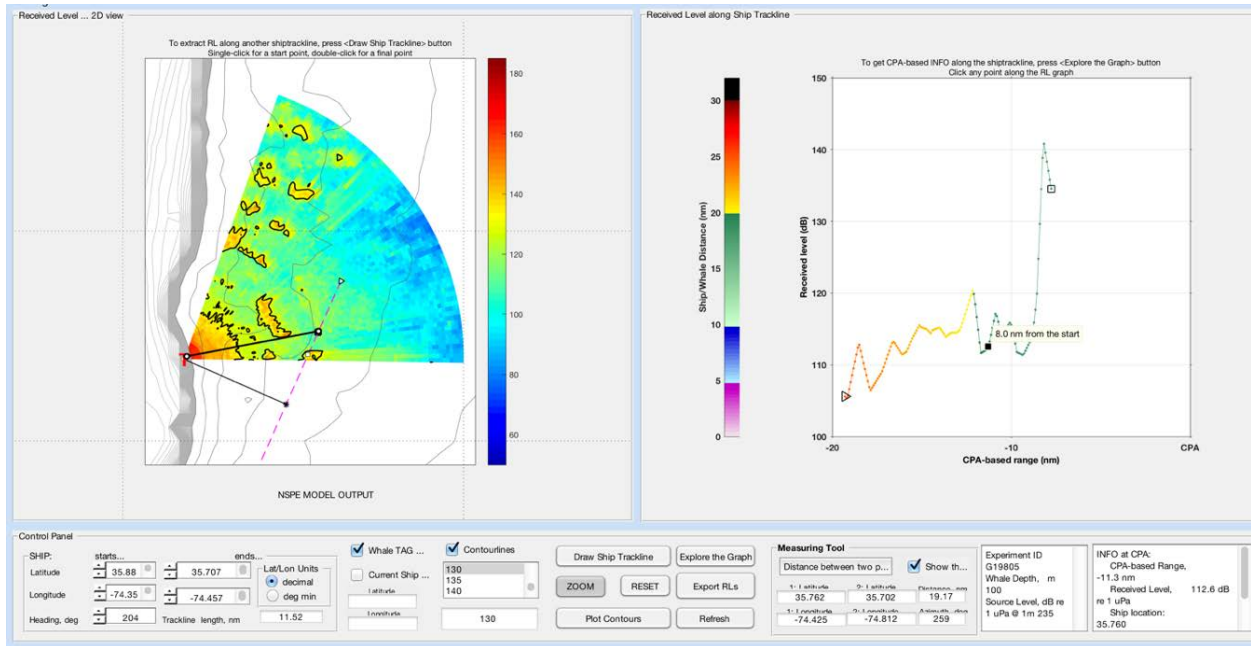 Received Level ... 2D view
To extract RL along another shiptrackline, press <Draw Ship Trackline> button
Single-click for a start point, double-click for a final point
180
160
140
120
100
80
60
NSPE MODEL OUTPUT
Received Level along Ship Trackline
To get CPA-based INFO along the shiptrackline, press <Explore the Graph> button
Click any point along the RL graph
Ship/Whale Distance (nm)
30
25
20
15
10
5
0
Received level (dB)
150
140
130
120
110
100
8.0 nm from the start
-20
-10
CPA
CPA-based range (nm)
Control Panel
SHIP:
starts...
ends...
Latitude
35.88
35.707
Longitude
-74.35
-74.457
Heading, deg
204
Trackline length, nm
11.52
Lat/Lon Units
decimal
deg min
Whale TAG ...
Current Ship ...
Latitude
Longitude
Contourlines
130
135
140
130
Draw Ship Trackline
Explore the Graph
ZOOM
RESET
Export RLs
Plot Contours
Refresh
Measuring Tool
Distance between two p...
Show th...
1: Latitude
2: Latitude
Distance, nm
35.762
35.702
19.17
1: Longitude
2: Longitude
Azimuth, deg
-74.425
-74.812
259
Experiment ID
G19805
Whale Depth, m
100
Source Level, dB re
1 uPa @ 1m 235
INFO at CPA:
CPA-based Range,
-11.3 nm
Received Level, 112.6 dB
re 1 uPa
Ship location:
35.760